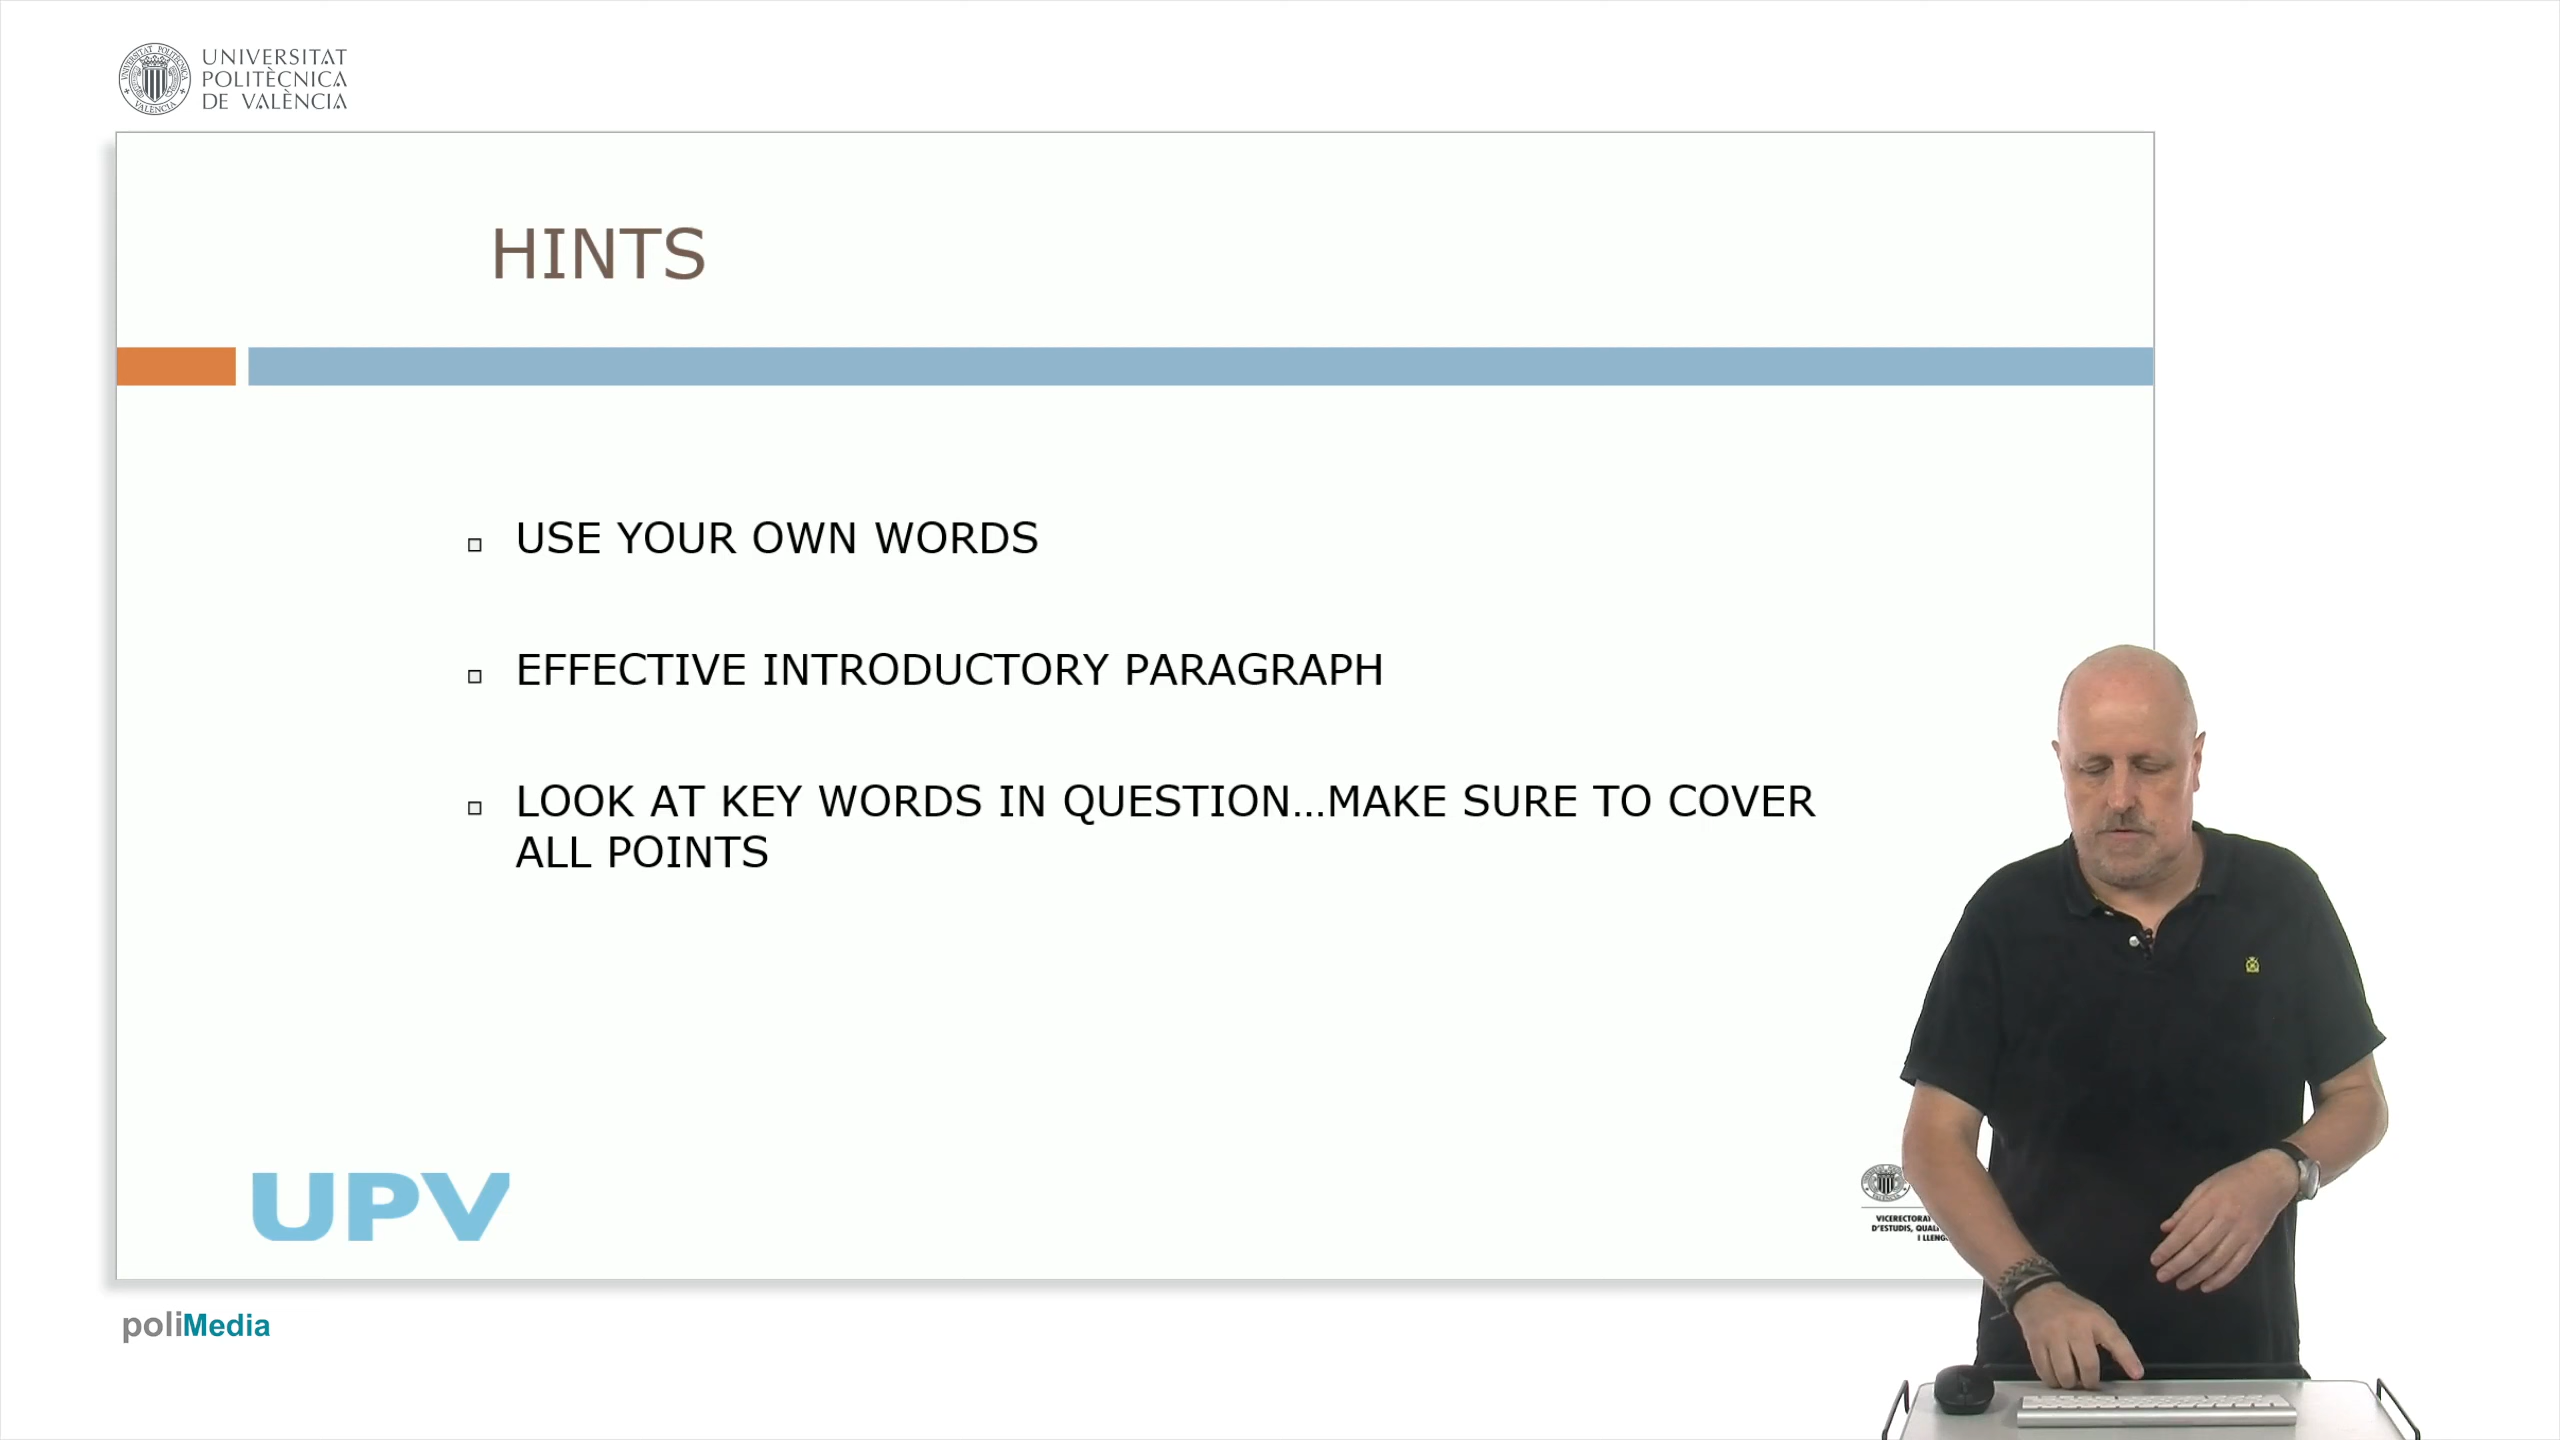 UNIVERSITAT
POLITÈCNICA
DE VALÈNCIA
HINTS
USE YOUR OWN WORDS
EFFECTIVE INTRODUCTORY PARAGRAPH
LOOK AT KEY WORDS IN QUESTION...MAKE SURE TO COVER
ALL POINTS
UPV
D'ESTUDIS,
I
poliMedia